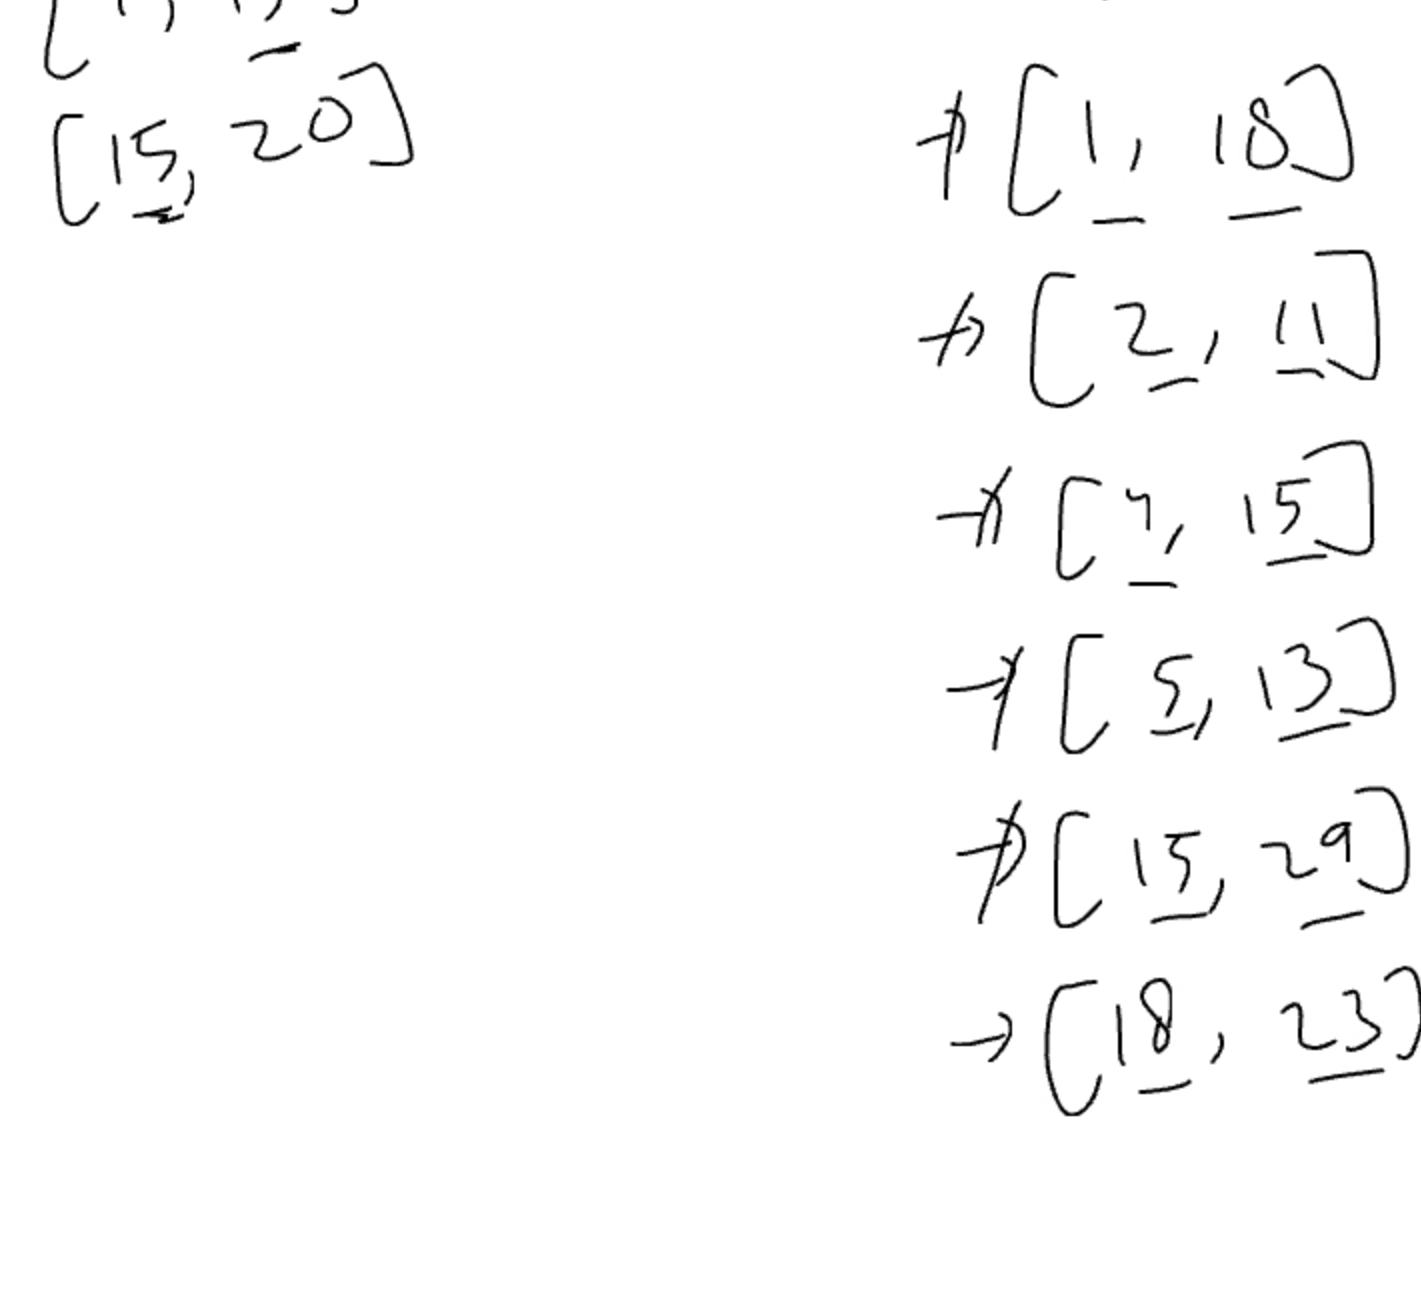 [15, 20]
→ [1, 18]
→ [2, 11]
→ [4, 15]
→ [5, 13]
→ [15, 29]
→ [18, 23]